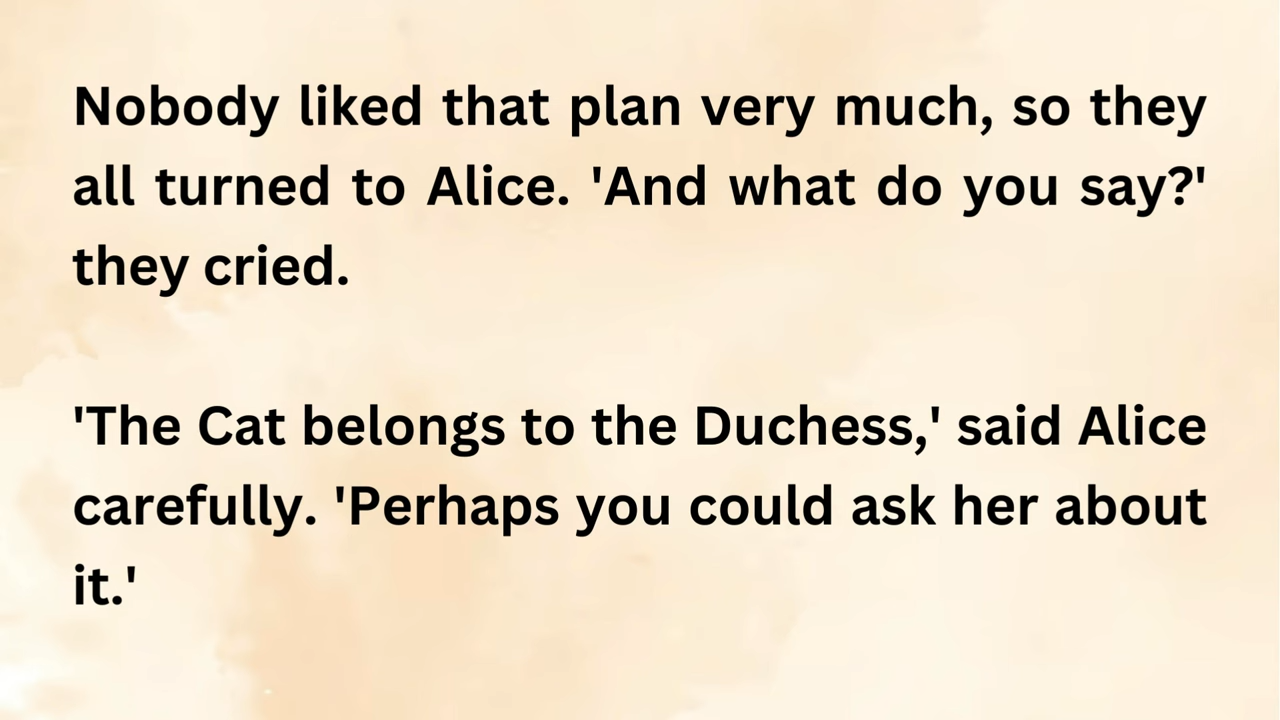 Nobody liked that plan very much, so they
all turned to Alice. 'And what do you say?'
they cried.
'The Cat belongs to the Duchess,' said Alice
carefully. 'Perhaps you could ask her about
it.'